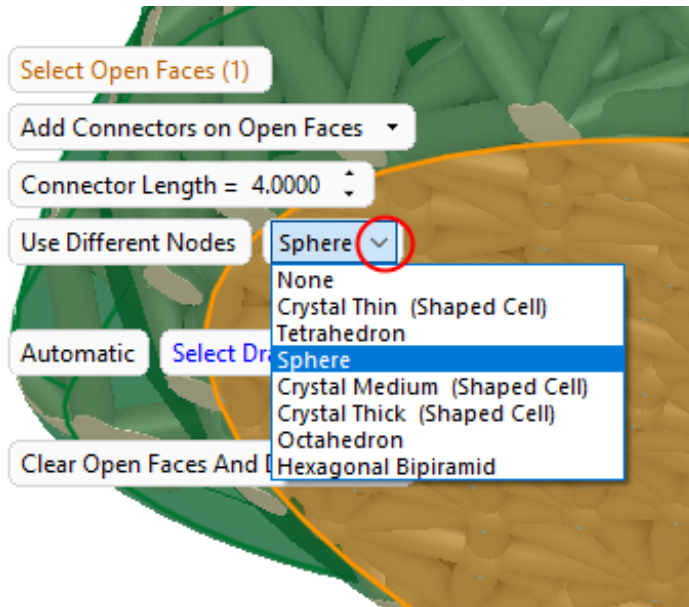 Select Open Faces (1)
Add Connectors on Open Faces
Connector Length = 4.0000
Use Different Nodes Sphere
None
Crystal Thin (Shaped Cell)
Tetrahedron
Automatic Select Dra Sphere
Crystal Medium (Shaped Cell)
Crystal Thick (Shaped Cell)
Octahedron
Clear Open Faces And D Hexagonal Bipiramid